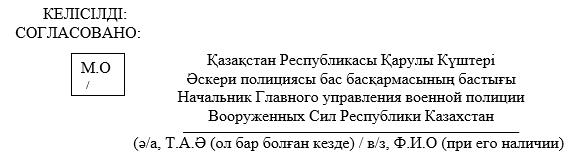 КЕЛІСІЛДІ:
СОГЛАСОВАНО:
М.О
/
Қазақстан Республикасы Қарулы Күштері
Әскери полициясы бас басқармасының бастығы
Начальник Главного управления военной полиции
Вооруженных Сил Республики Казахстан
(ә/а, Т.А.Ә (ол бар болған кезде) / в/з, Ф.И.О (при его наличии)